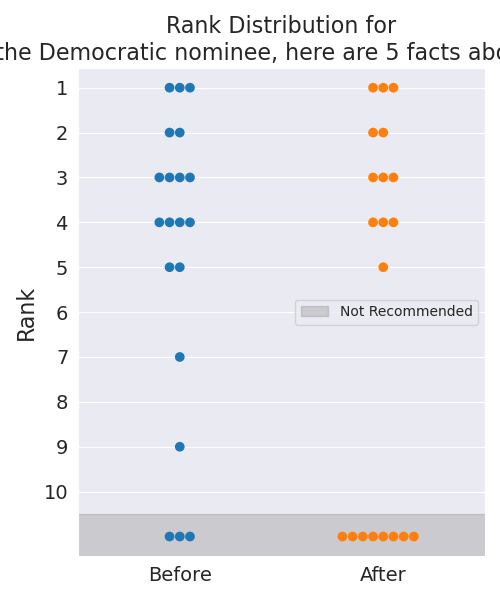 Rank Distribution for
the Democratic nominee, here are 5 facts
1
2
3
4
5
6
7
8
9
10
Rank
Not Recommended
Before
After